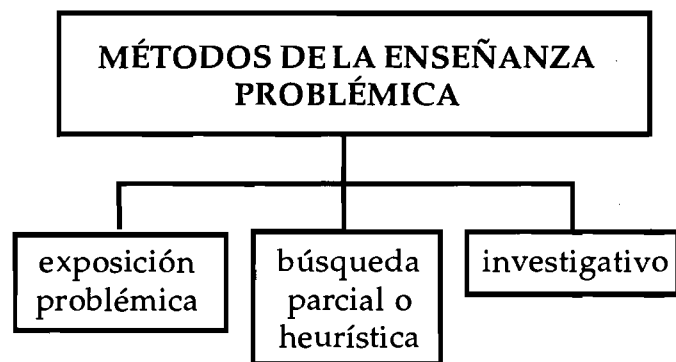 MÉTODOS DE LA ENSEÑANZA
PROBLÉMICA
exposición
problémica
búsqueda
parcial o
heurística
investigativo